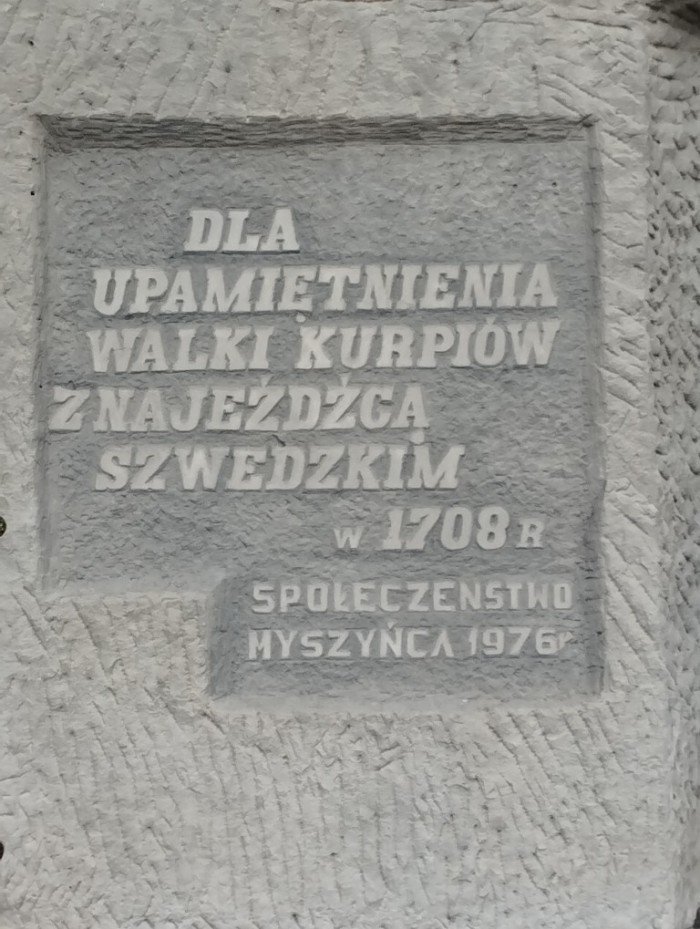 DLA
UPAMIĘTNIENIA
WALKI KURPIÓW
Z NAJEŹDŹCĄ
SZWEDZKIM
W 1708 R
SPOŁECZENSTWO
MYSZYŃCA 1976r